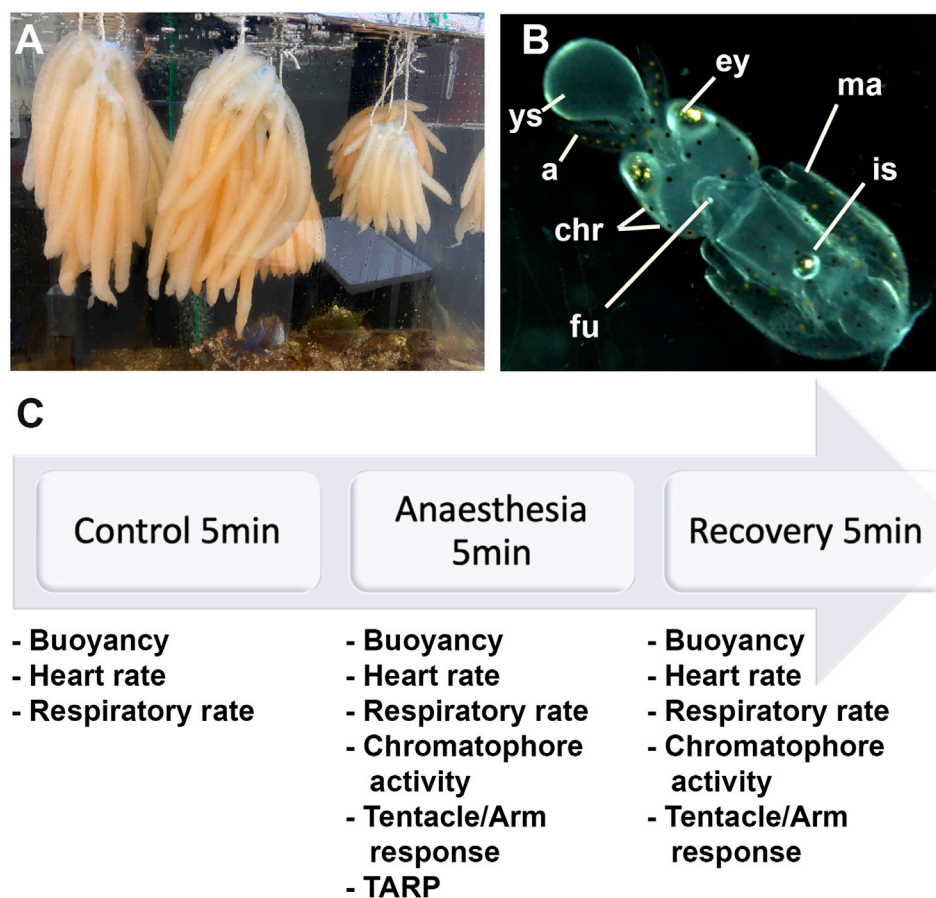 A
B
ey
ma
ys
a
is
chr
fu
C
Control 5min
Anaesthesia
5min
Recovery 5min
- Buoyancy
- Heart rate
- Respiratory rate
- Buoyancy
- Heart rate
- Respiratory rate
- Chromatophore
activity
- Tentacle/Arm
response
- TARP
- Buoyancy
- Heart rate
- Respiratory rate
- Chromatophore
activity
- Tentacle/Arm
response